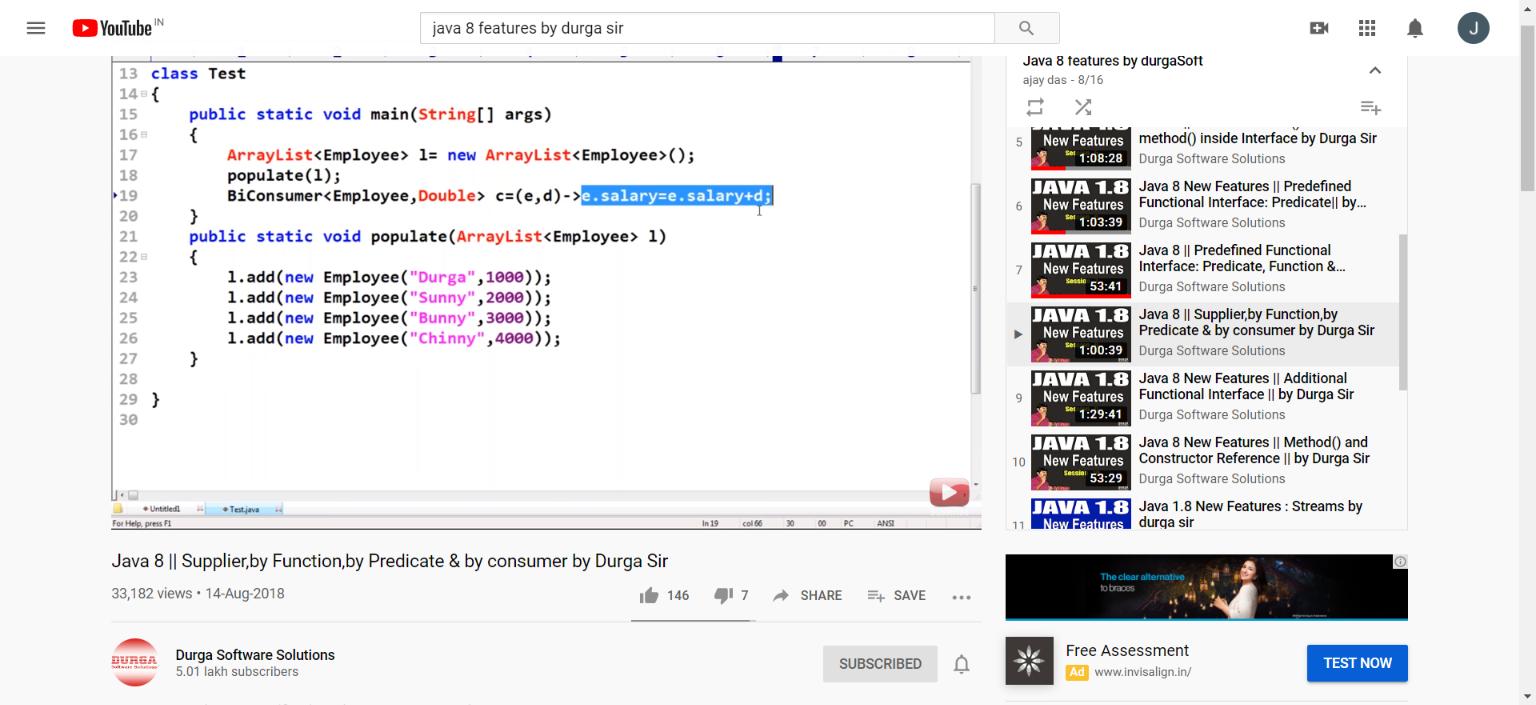 YouTube IN
java 8 features by durga sir
J
13 class Test
14 {
15 public static void main(String[] args)
16 {
17 ArrayList<Employee> l= new ArrayList<Employee>();
18 populate(l);
19 BiConsumer<Employee,Double> c=(e,d)->e.salary=e.salary+d;
20 }
21 public static void populate(ArrayList<Employee> l)
22 {
23 l.add(new Employee("Durga",1000));
24 l.add(new Employee("Sunny",2000));
25 l.add(new Employee("Bunny",3000));
26 l.add(new Employee("Chinny",4000));
27 }
28
29 }
30
Untitled1 Test.java
For Help, press F1 ln 19 col 66 30 00 PC ANSI
Java 8 || Supplier,by Function,by Predicate & by consumer by Durga Sir
33,182 views • 14-Aug-2018
146 7 SHARE SAVE
DURGA
Software Solutions
Durga Software Solutions
5.01 lakh subscribers
SUBSCRIBED
Java 8 features by durgaSoft
ajay das - 8/16
5
New Features
1:08:28
method() inside Interface by Durga Sir
Durga Software Solutions
6
JAVA 1.8
New Features
1:03:39
Java 8 New Features || Predefined
Functional Interface: Predicate|| by...
Durga Software Solutions
7
JAVA 1.8
New Features
Sessi
53:41
Java 8 || Predefined Functional
Interface: Predicate, Function &...
Durga Software Solutions
JAVA 1.8
New Features
1:00:39
Java 8 || Supplier,by Function,by
Predicate & by consumer by Durga Sir
Durga Software Solutions
9
JAVA 1.8
New Features
1:29:41
Java 8 New Features || Additional
Functional Interface || by Durga Sir
Durga Software Solutions
10
JAVA 1.8
New Features
Sessi
53:29
Java 8 New Features || Method() and
Constructor Reference || by Durga Sir
Durga Software Solutions
11
JAVA 1.8
New Features
Java 1.8 New Features : Streams by
durga sir
The clear alternative
to braces
Free Assessment
Ad www.invisalign.in/
TEST NOW